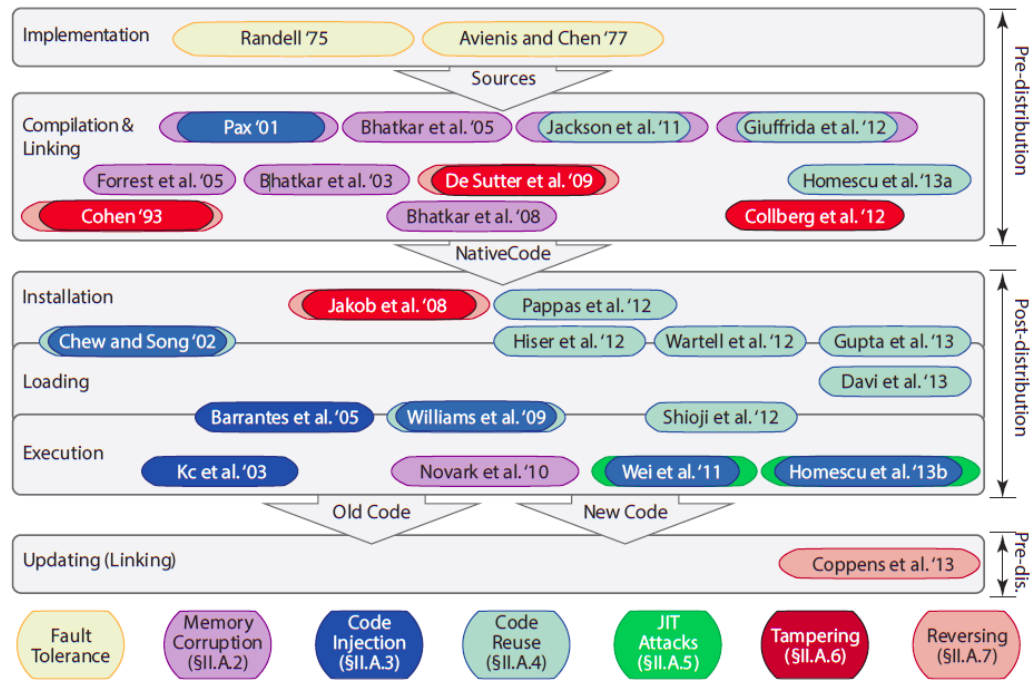 Implementation
Randell '75
Avienis and Chen '77
Sources
Pre-distribution
Compilation &
Linking
Pax '01
Bhatkar et al. '05
Jackson et al. '11
Giuffrida et al. '12
Forrest et al. '05
Bhatkar et al. '03
De Sutter et al. '09
Homescu et al. '13a
Cohen '93
Bhatkar et al. '08
Collberg et al. '12
NativeCode
Installation
Jakob et al. '08
Pappas et al. '12
Post-distribution
Chew and Song '02
Hiser et al. '12
Wartell et al. '12
Gupta et al. '13
Loading
Davi et al. '13
Barrantes et al. '05
Williams et al. '09
Shioji et al. '12
Execution
Kc et al. '03
Novark et al. '10
Wei et al. '11
Homescu et al. '13b
Old Code
New Code
Updating (Linking)
Coppens et al. '13
Pre-dis.
Fault
Tolerance
Memory
Corruption
(§II.A.2)
Code
Injection
(§II.A.3)
Code
Reuse
(§II.A.4)
JIT
Attacks
(§II.A.5)
Tampering
(§II.A.6)
Reversing
(§II.A.7)